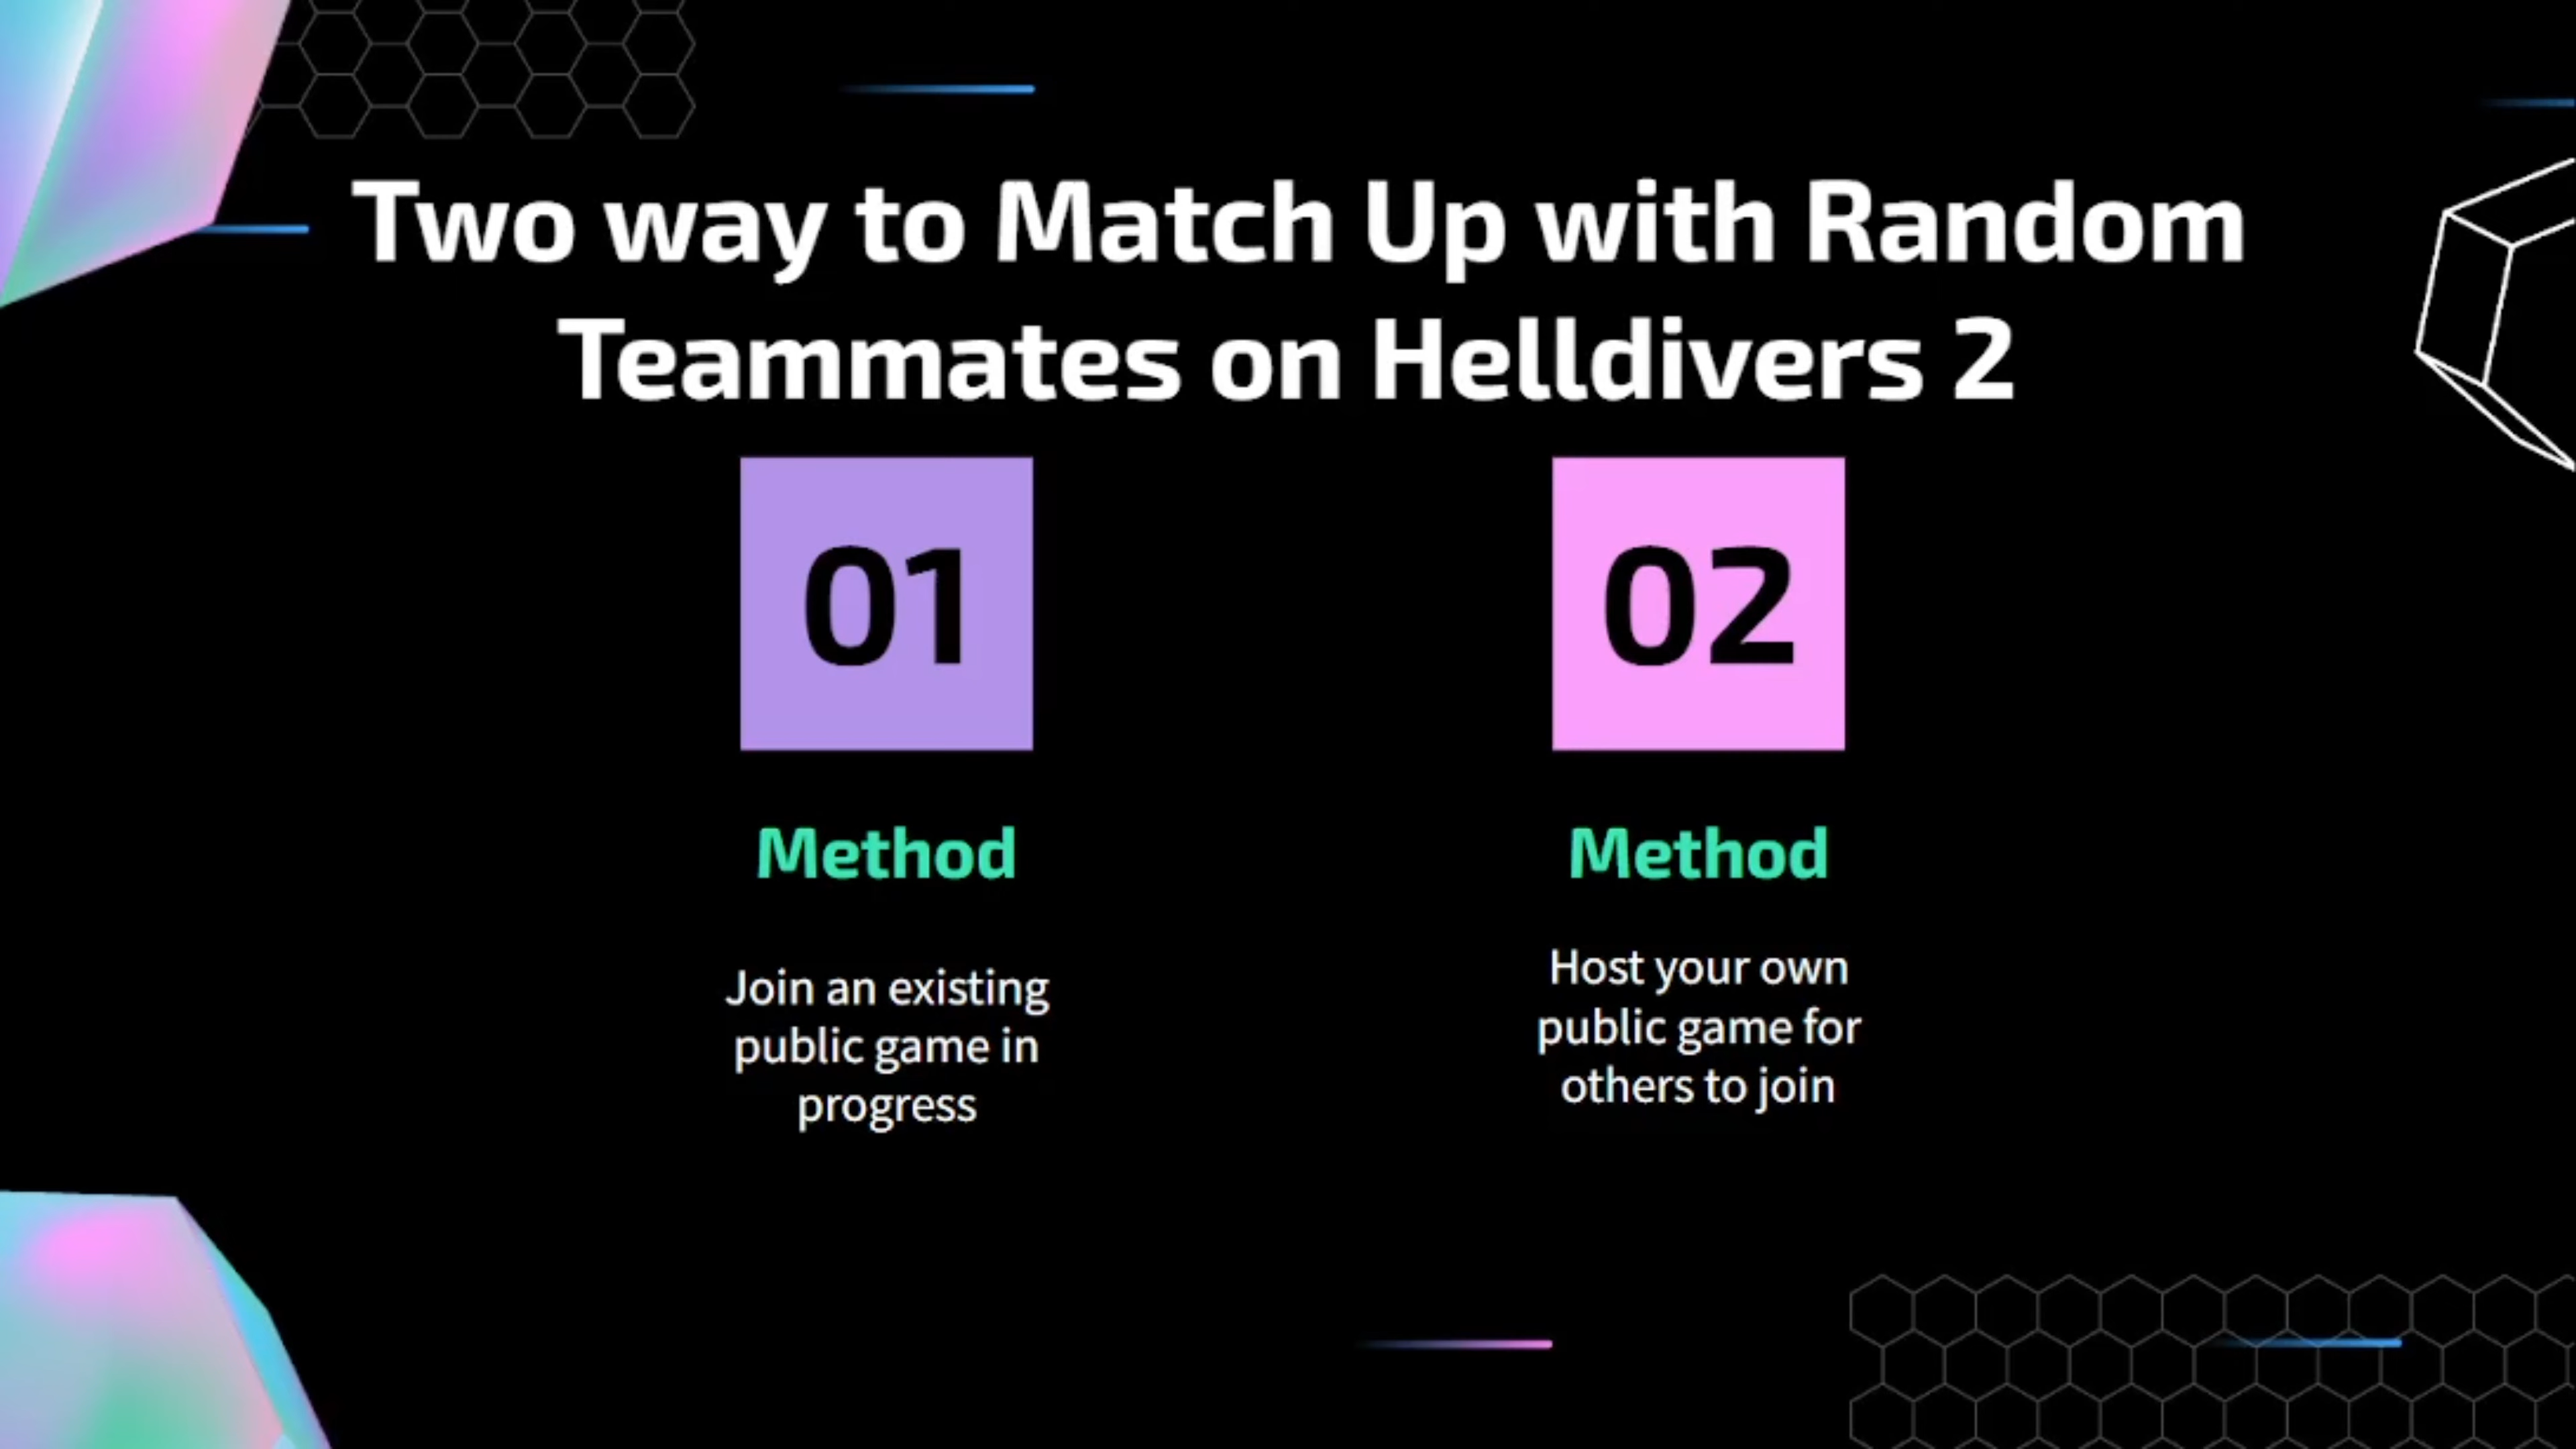 Two way to Match Up with Random
Teammates on Helldivers 2
01
Method
Join an existing
public game in
progress
02
Method
Host your own
public game for
others to join